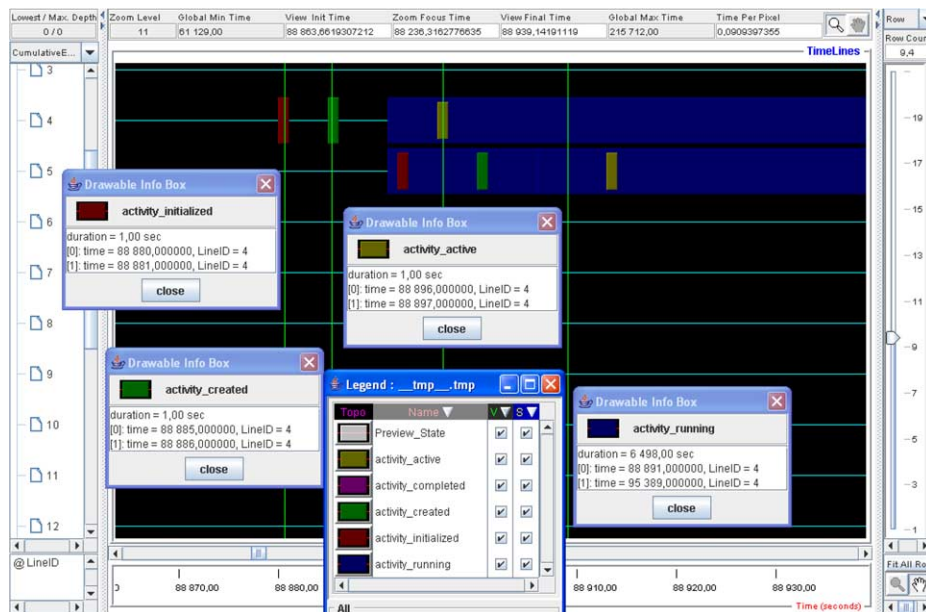 Lowest / Max. Depth
0 / 0
Zoom Level
11
Global Min Time
61 129,00
View Init Time
88 863,6619307212
Zoom Focus Time
88 236,3162776635
View Final Time
88 939,14191119
Global Max Time
215 712,00
Time Per Pixel
0,0909397355
Row
Row Coun
9,4
CumulativeE...
TimeLines
3
4
5
6
7
8
9
10
11
12
19
17
15
13
11
9
7
5
3
1
Drawable Info Box
activity_initialized
duration = 1,00 sec
[0]: time = 88 880,000000, LineID = 4
[1]: time = 88 881,000000, LineID = 4
close
Drawable Info Box
activity_active
duration = 1,00 sec
[0]: time = 88 896,000000, LineID = 4
[1]: time = 88 897,000000, LineID = 4
close
Drawable Info Box
activity_created
duration = 1,00 sec
[0]: time = 88 885,000000, LineID = 4
[1]: time = 88 886,000000, LineID = 4
close
Legend : __tmp__.tmp
Topo Name V S
Preview_State
activity_active
activity_completed
activity_created
activity_initialized
activity_running
All
Drawable Info Box
activity_running
duration = 6 498,00 sec
[0]: time = 88 891,000000, LineID = 4
[1]: time = 95 389,000000, LineID = 4
close
@ LineID
88 870,00
88 880,00
88 910,00
88 920,00
88 930,00
Time (seconds)
Fit All Ro